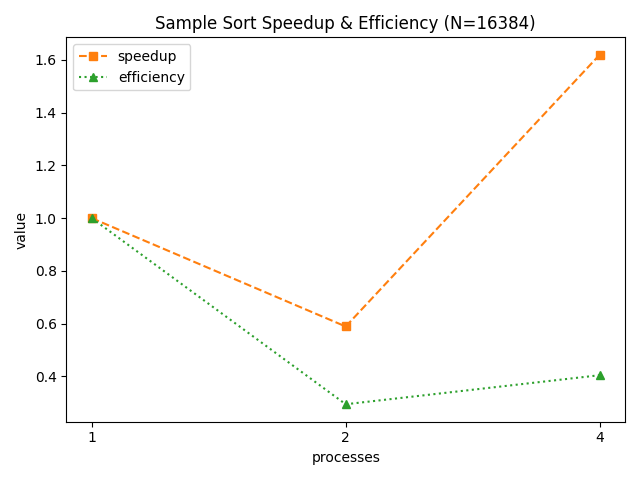 Sample Sort Speedup & Efficiency (N=16384)
speedup
efficiency
1.6
1.4
1.2
1.0
0.8
0.6
0.4
value
1 2 4
processes